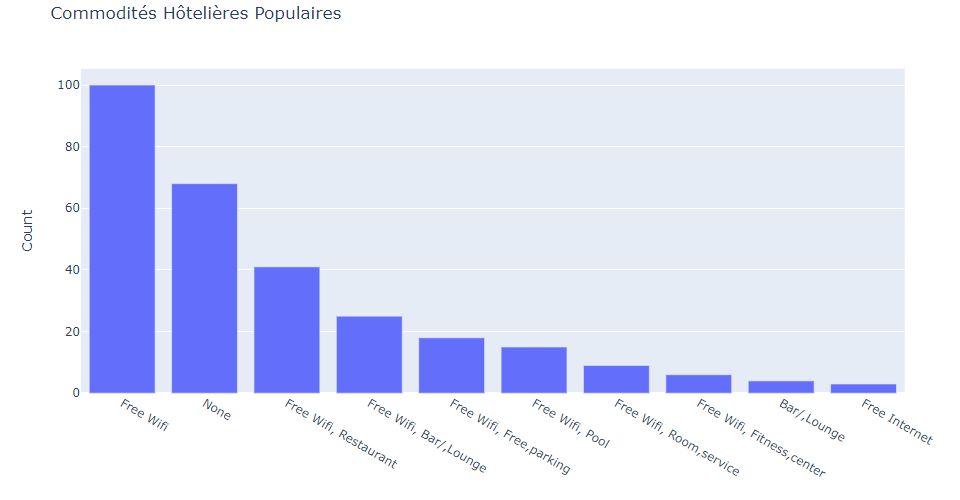 Commodités Hôtelières Populaires
Count
100
80
60
40
20
0
Free Wifi
None
Free Wifi, Restaurant
Free Wifi, Bar/,Lounge
Free Wifi, Free,parking
Free Wifi, Pool
Free Wifi, Room,service
Free Wifi, Fitness,center
Bar/,Lounge
Free Internet